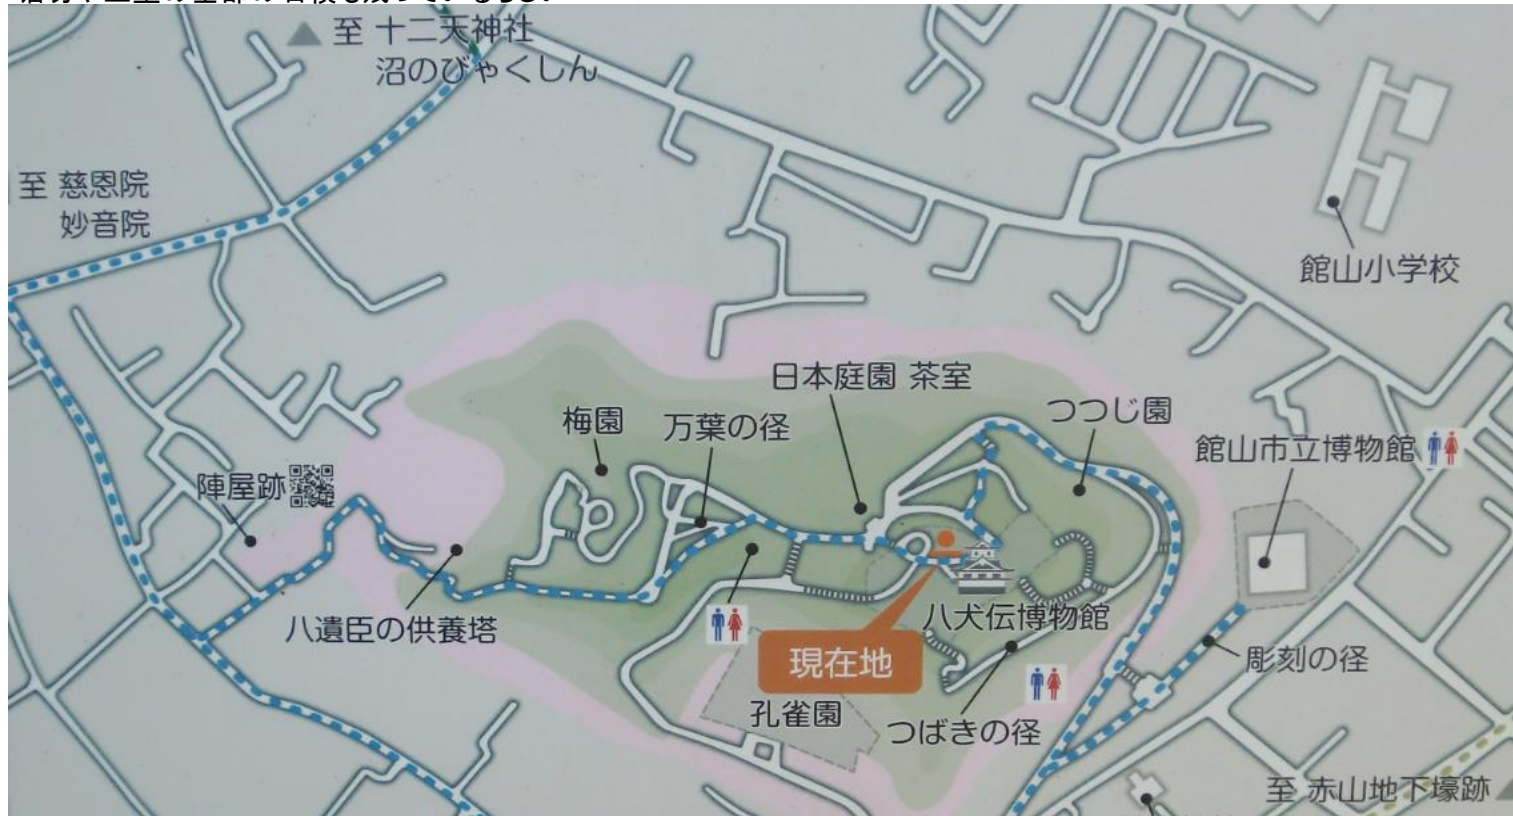 至 十二天神社
沼のびゃくしん
至 慈恩院
妙音院
館山小学校
日本庭園 茶室
梅園
万葉の径
つつじ園
館山市立博物館
陣屋跡
八遺臣の供養塔
八犬伝博物館
現在地
彫刻の径
孔雀園
つばきの径
至 赤山地下壕跡